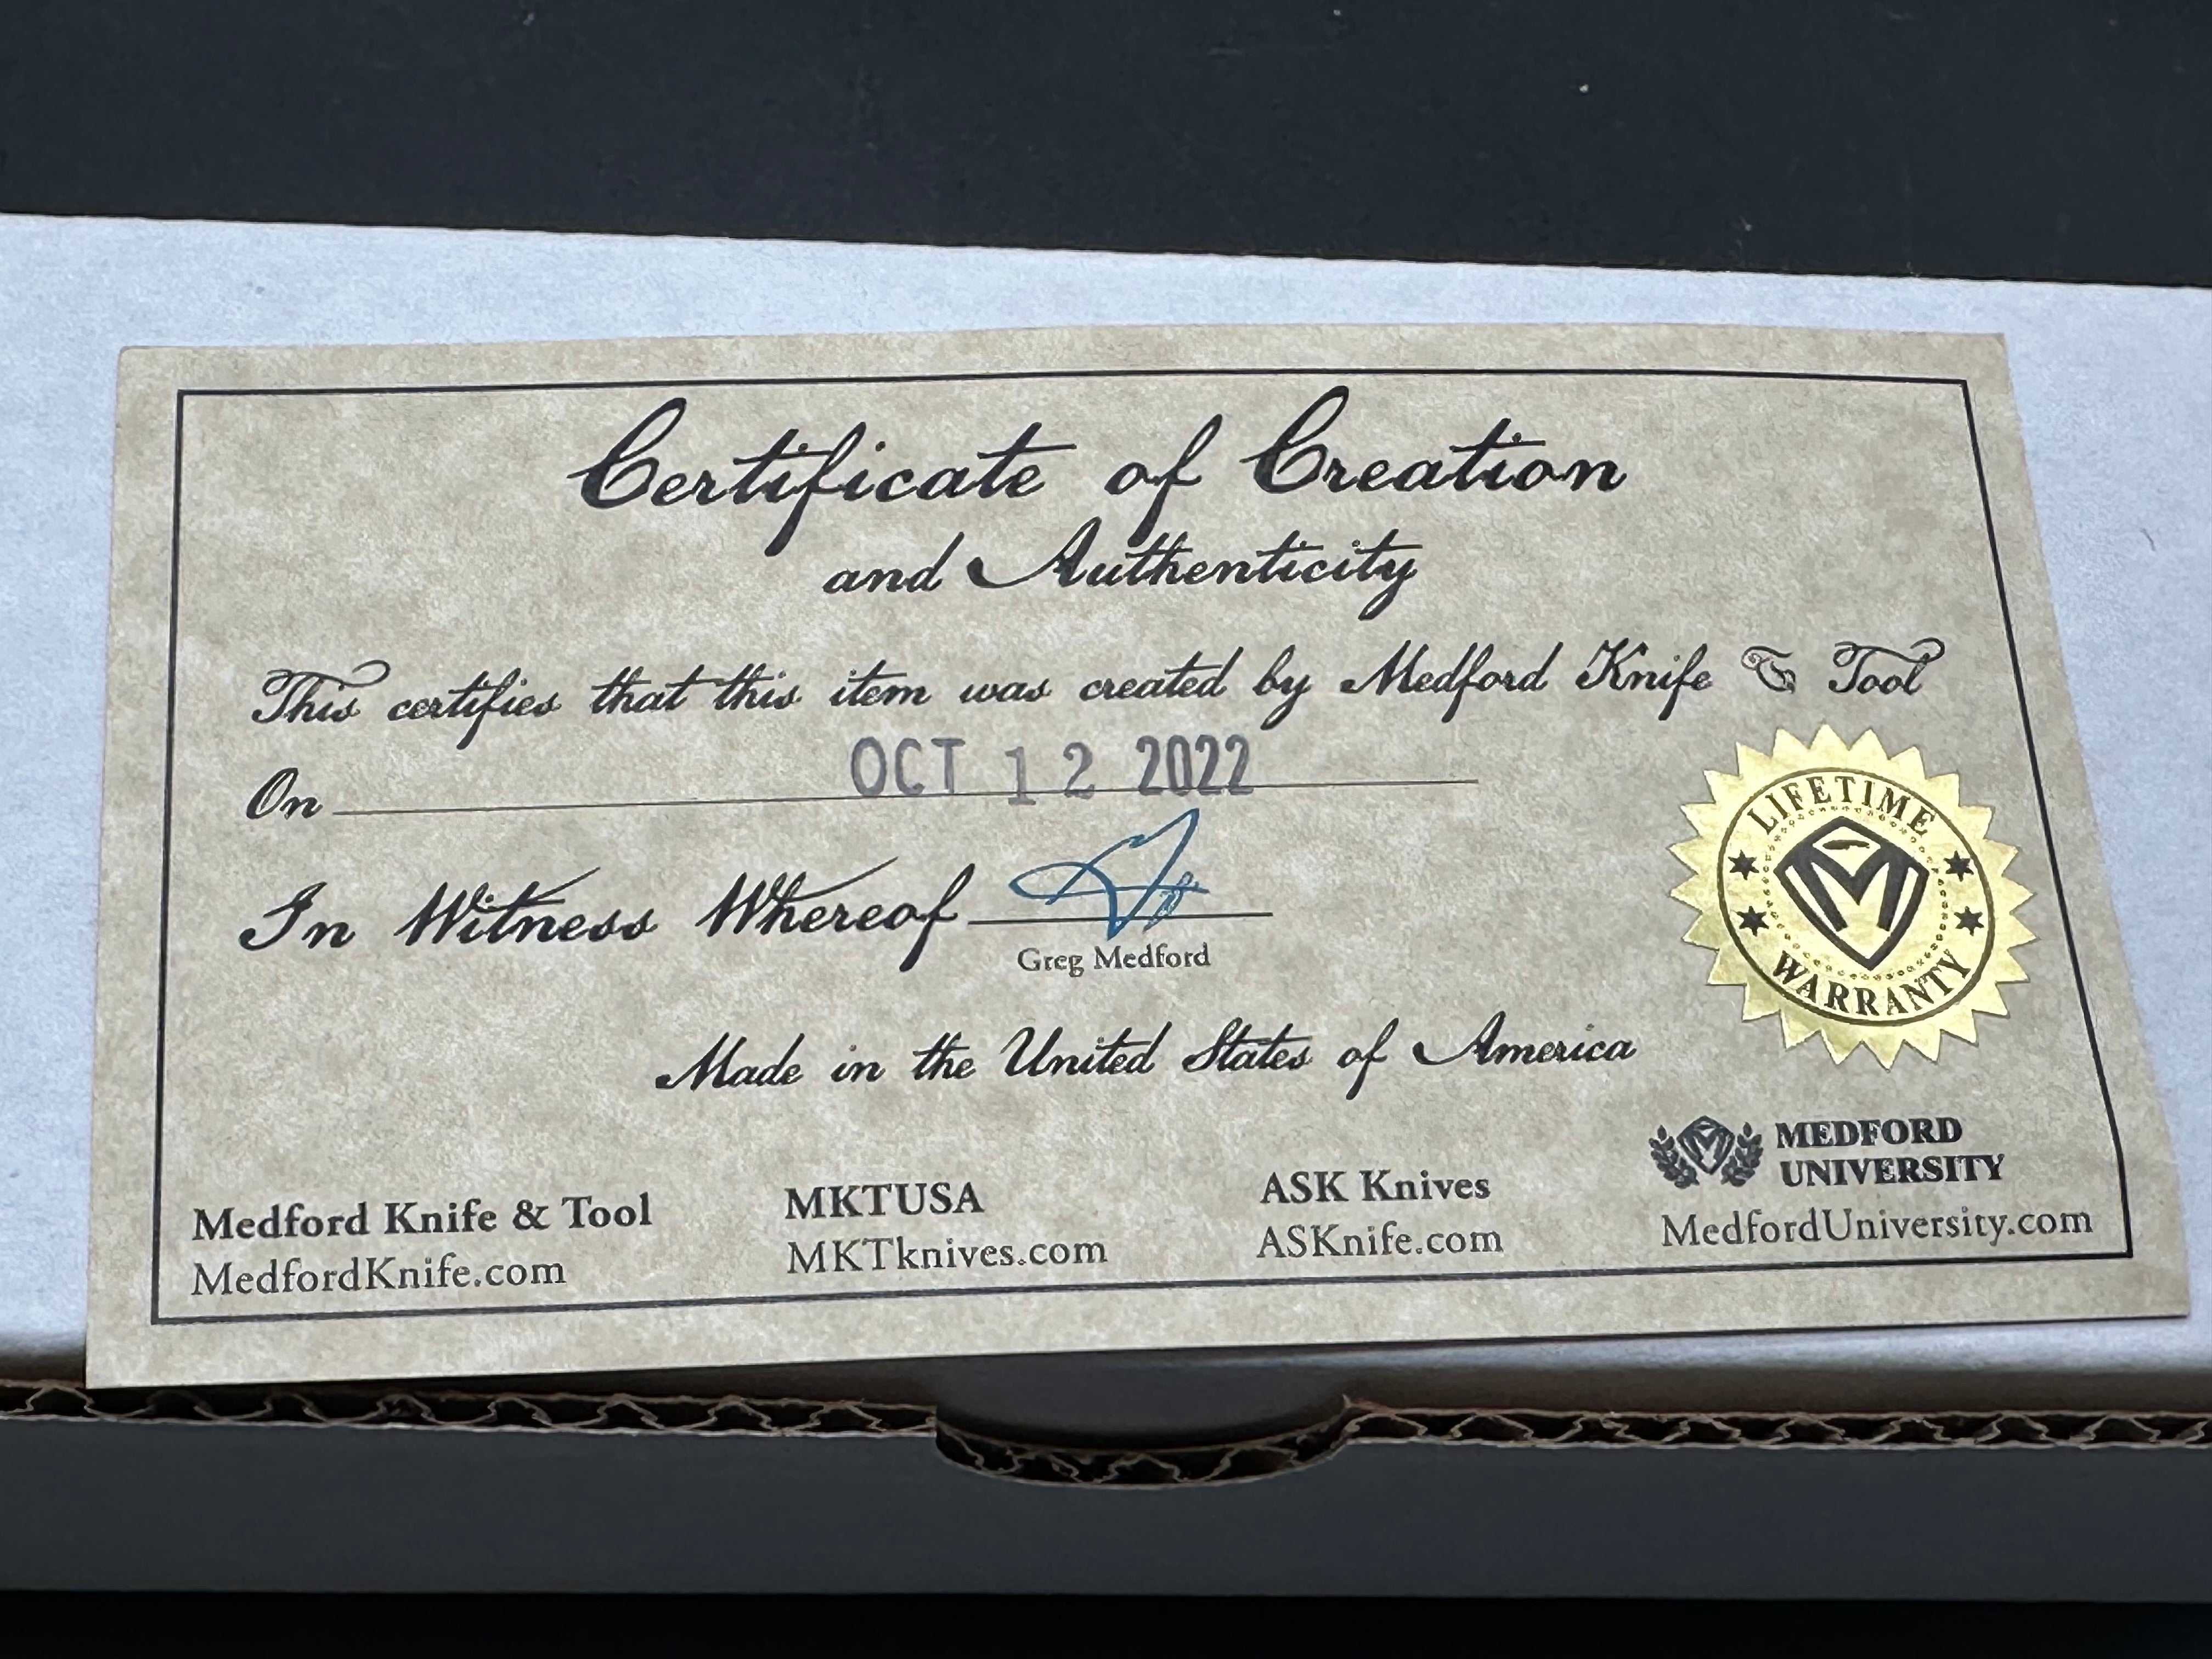 Certificate of Creation
and Authenticity
This certifies that this item was created by Medford Knife & Tool
On OCT 12 2022
In Witness Whereof
Greg Medford
LIFETIME
WARRANTY
Made in the United States of America
Medford Knife & Tool
MedfordKnife.com
MKTUSA
MKTknives.com
ASK Knives
ASKnife.com
MEDFORD
UNIVERSITY
MedfordUniversity.com